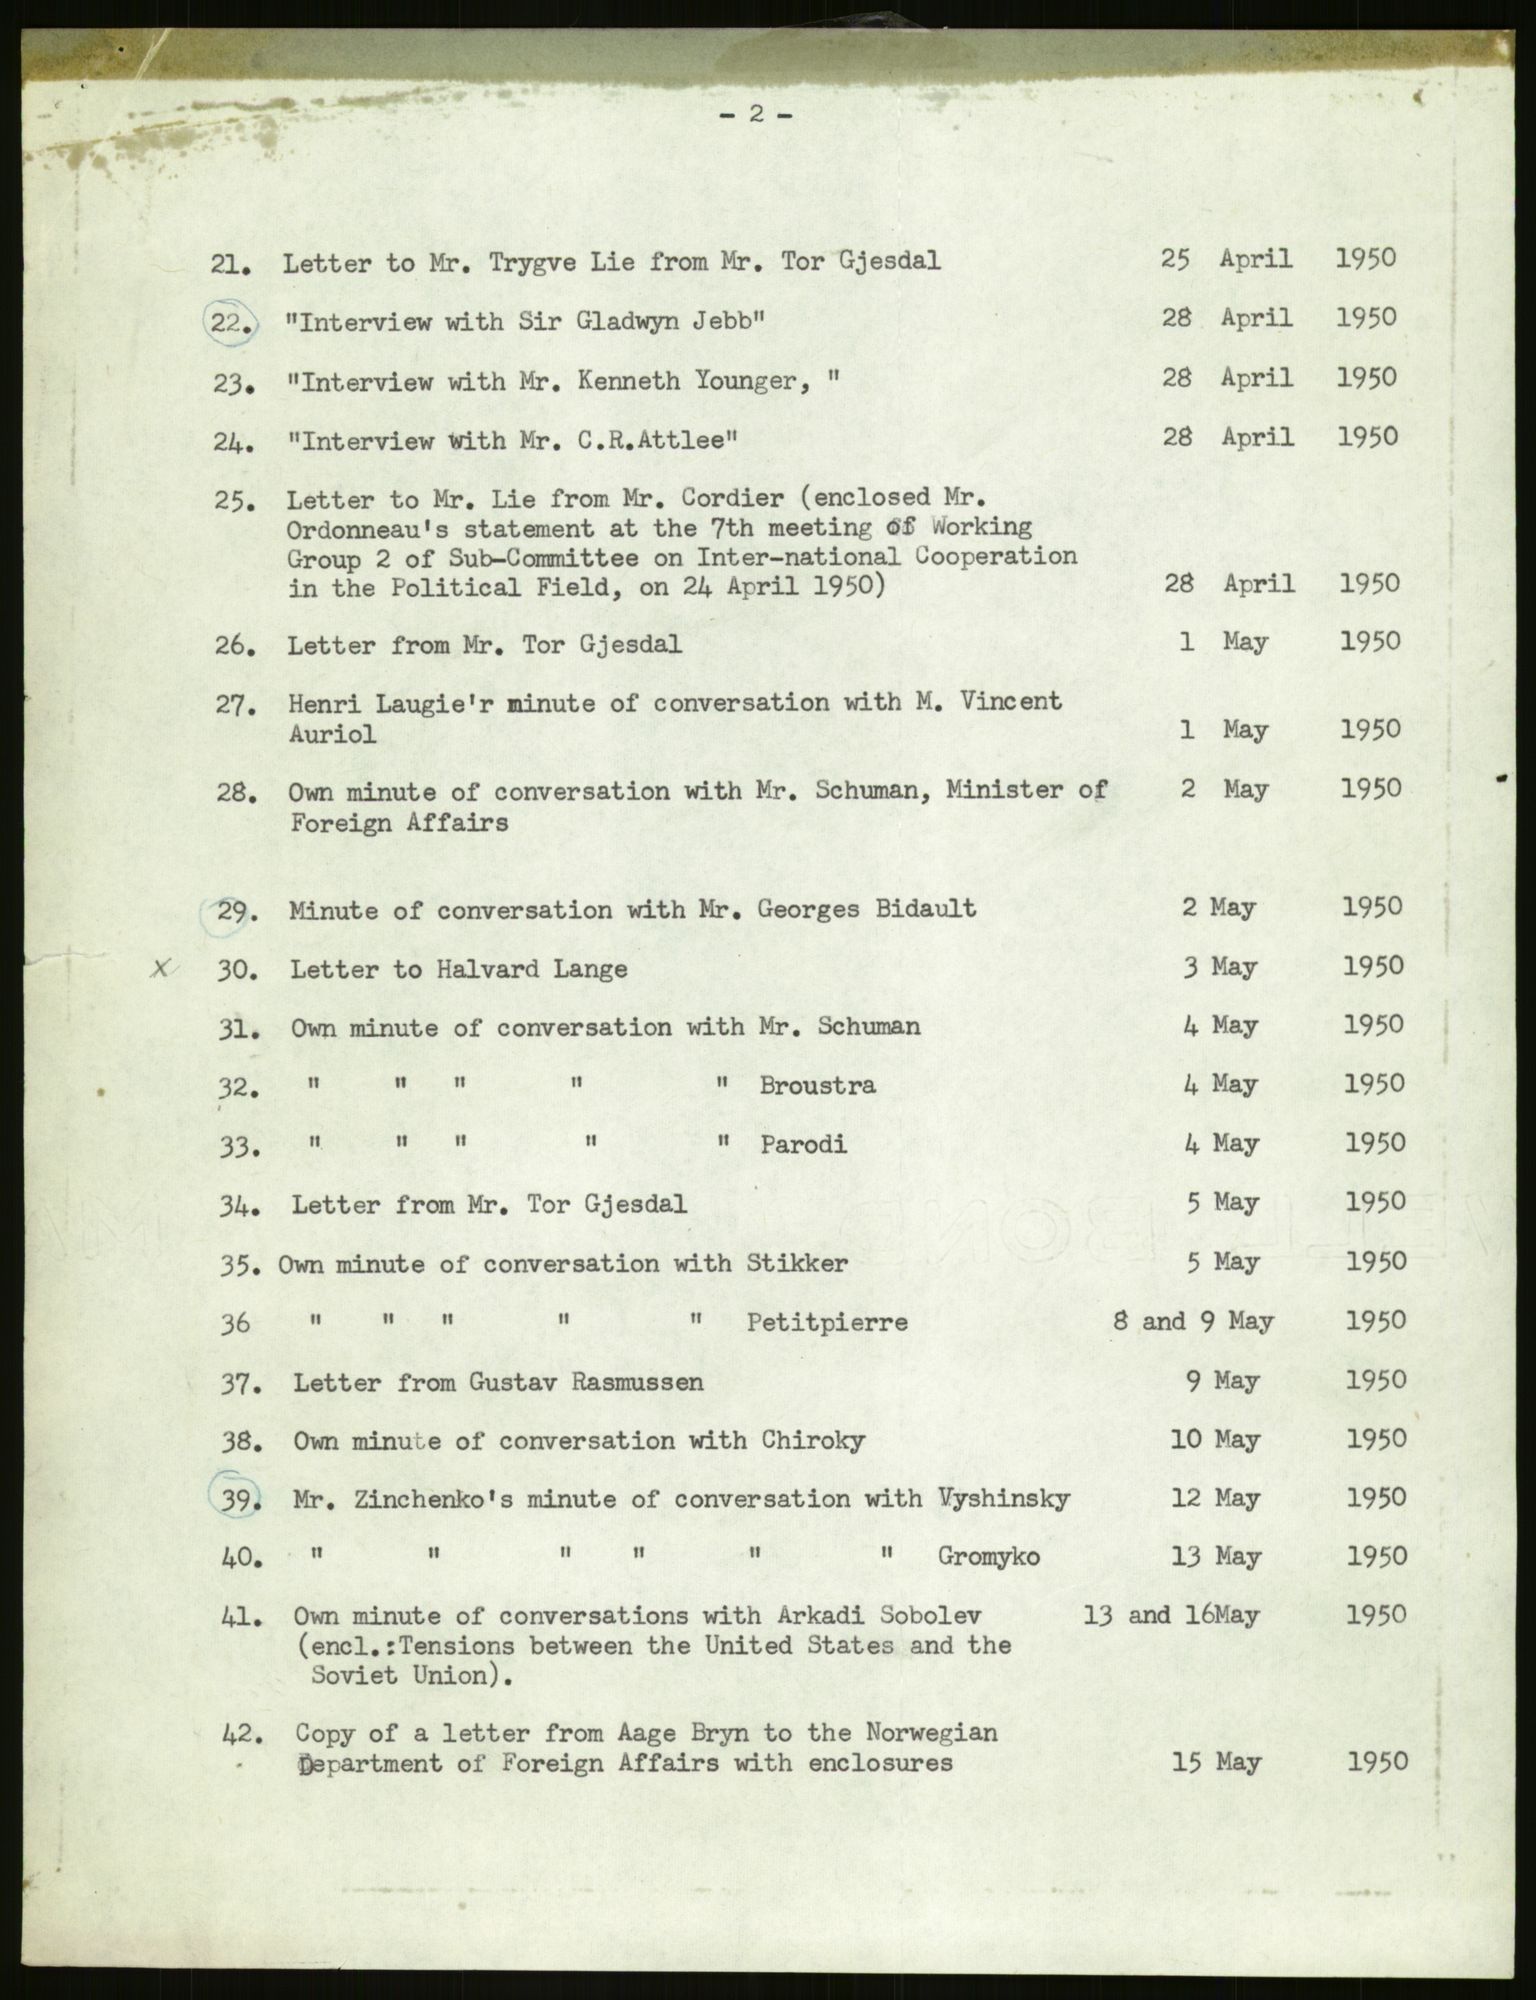 - 2 -
21. Letter to Mr. Trygve Lie from Mr. Tor Gjesdal 25 April 1950
22. "Interview with Sir Gladwyn Jebb" 28 April 1950
23. "Interview with Mr. Kenneth Younger, " 28 April 1950
24. "Interview with Mr. C.R.Attlee" 28 April 1950
25. Letter to Mr. Lie from Mr. Cordier (enclosed Mr.
Ordonneau's statement at the 7th meeting of Working
Group 2 of Sub-Committee on Inter-national Cooperation
in the Political Field, on 24 April 1950) 28 April 1950
26. Letter from Mr. Tor Gjesdal 1 May 1950
27. Henri Laugie'r minute of conversation with M. Vincent
Auriol 1 May 1950
28. Own minute of conversation with Mr. Schuman, Minister of 2 May 1950
Foreign Affairs
29. Minute of conversation with Mr. Georges Bidault 2 May 1950
x 30. Letter to Halvard Lange 3 May 1950
31. Own minute of conversation with Mr. Schuman 4 May 1950
32. " " " " " Broustra 4 May 1950
33. " " " " " Parodi 4 May 1950
34. Letter from Mr. Tor Gjesdal 5 May 1950
35. Own minute of conversation with Stikker 5 May 1950
36 " " " " " Petitpierre 8 and 9 May 1950
37. Letter from Gustav Rasmussen 9 May 1950
38. Own minute of conversation with Chiroky 10 May 1950
39. Mr. Zinchenko's minute of conversation with Vyshinsky 12 May 1950
40. " " " " " " Gromyko 13 May 1950
41. Own minute of conversations with Arkadi Sobolev 13 and 16May 1950
(encl.:Tensions between the United States and the
Soviet Union).
42. Copy of a letter from Aage Bryn to the Norwegian
Department of Foreign Affairs with enclosures 15 May 1950